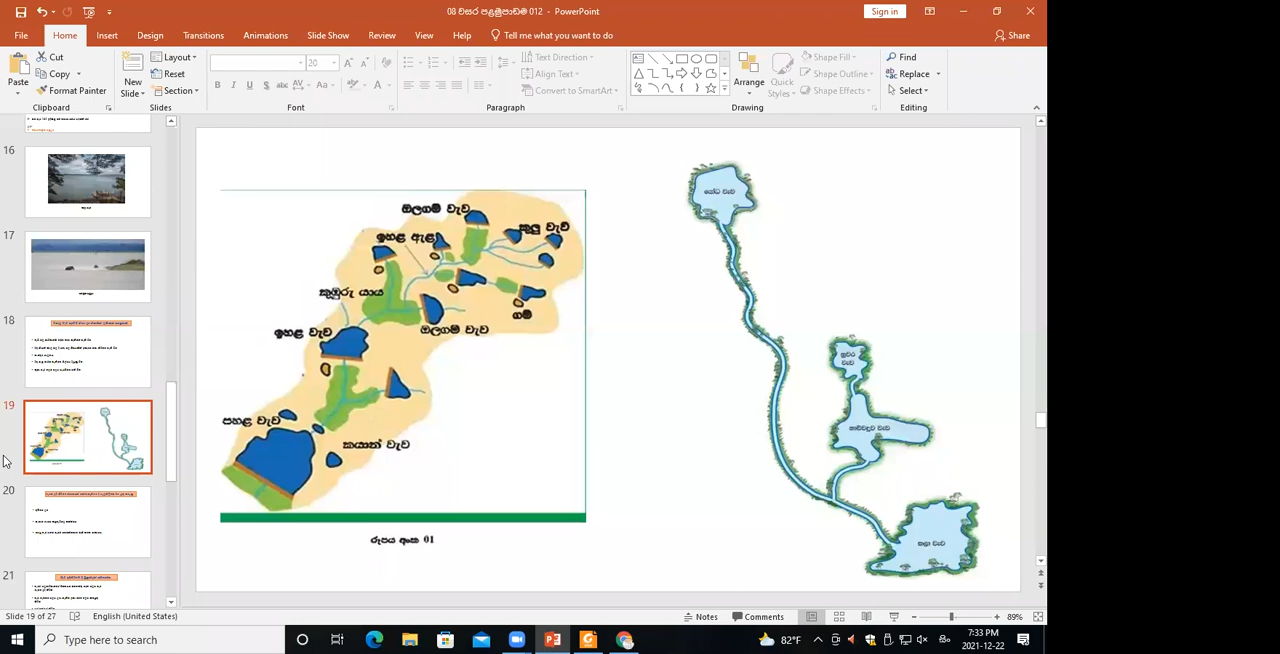 08 වසර පළමුපාඩම 012 - PowerPoint
Sign in
File Home Insert Design Transitions Animations Slide Show Review View Help Tell me what you want to do Share
Paste
Cut
Copy
Format Painter
Clipboard
New Slide
Layout
Reset
Section
Slides
20
Font
Text Direction
Align Text
Convert to SmartArt
Paragraph
Arrange
Quick Styles
Shape Fill
Shape Outline
Shape Effects
Drawing
Find
Replace
Select
Editing
16
17
18
19
20
21
ඔලගම් වැව
කුලු වැව්
ඉහළ ඇළ
කුඹුරු යාය
ගම්
ඔලගම් වැව
ඉහළ වැව
පහළ වැව
කයාන් වැව
රූපය අංක 01
යෝධ වැව
නුවර වැව
කලා වැව
Slide 19 of 27
English (United States)
Notes
Comments
89%
Type here to search
82°F
7:33 PM
2021-12-22